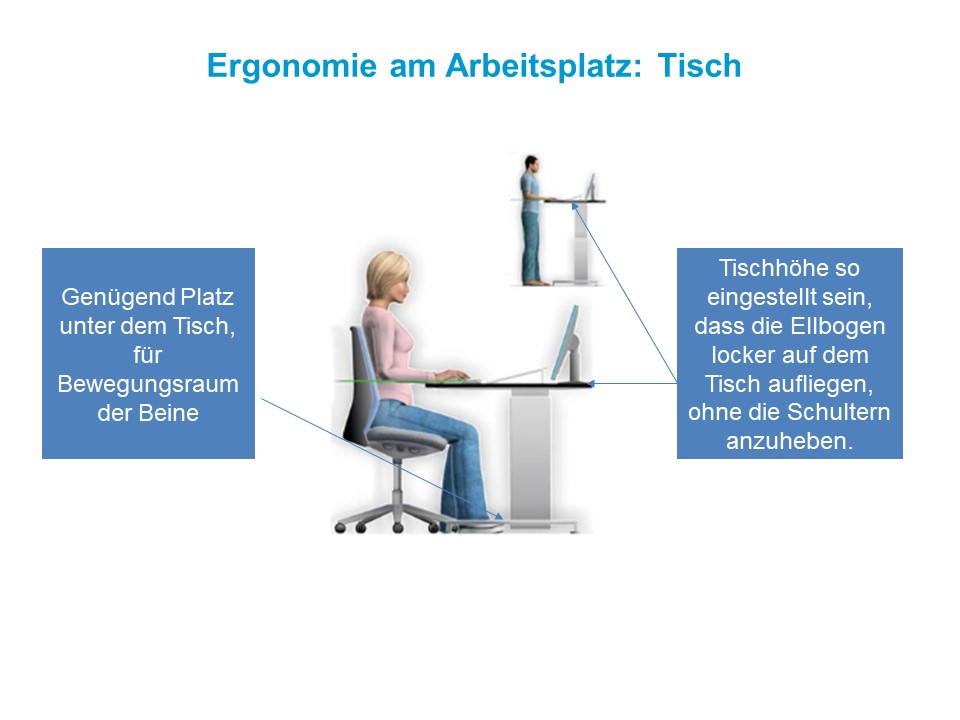 Ergonomie am Arbeitsplatz: Tisch
Genügend Platz
unter dem Tisch,
für
Bewegungsraum
der Beine
Tischhöhe so
eingestellt sein,
dass die Ellbogen
locker auf dem
Tisch aufliegen,
ohne die Schultern
anzuheben.